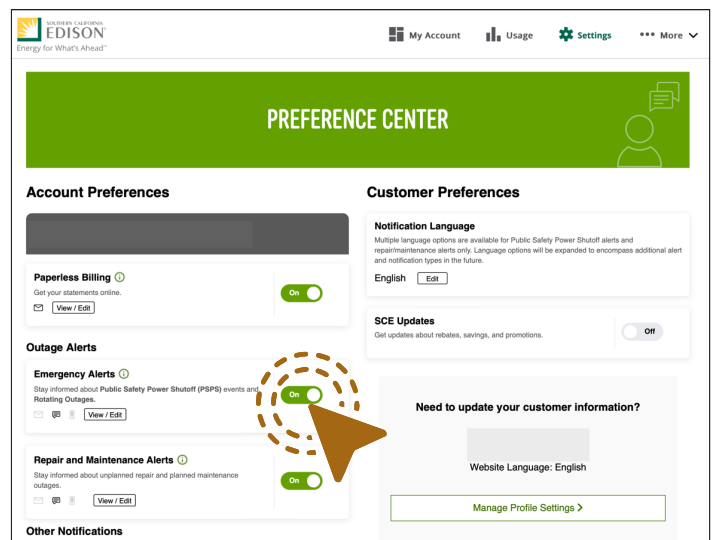 SOUTHERN CALIFORNIA
EDISON®
Energy for What's Ahead℠
My Account
Usage
Settings
More
PREFERENCE CENTER
Account Preferences
Paperless Billing
Get your statements online.
View / Edit
On
Outage Alerts
Emergency Alerts
Stay informed about Public Safety Power Shutoff (PSPS) events and
Rotating Outages.
View / Edit
On
Repair and Maintenance Alerts
Stay informed about unplanned repair and planned maintenance
outages.
View / Edit
On
Other Notifications
Customer Preferences
Notification Language
Multiple language options are available for Public Safety Power Shutoff alerts and
repair/maintenance alerts only. Language options will be expanded to encompass additional alert
and notification types in the future.
English
Edit
SCE Updates
Get updates about rebates, savings, and promotions.
Off
Need to update your customer information?
Website Language: English
Manage Profile Settings